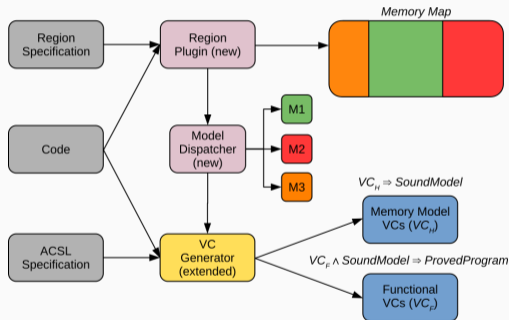 Memory Map
Region
Specification
Region
Plugin (new)
Code
Model
Dispatcher
(new)
M1
M2
M3
VC_H ⇒ SoundModel
Memory Model
VCs (VC_H)
ACSL
Specification
VC
Generator
(extended)
VC_F ∧ SoundModel ⇒ ProvedProgram
Functional
VCs (VC_F)